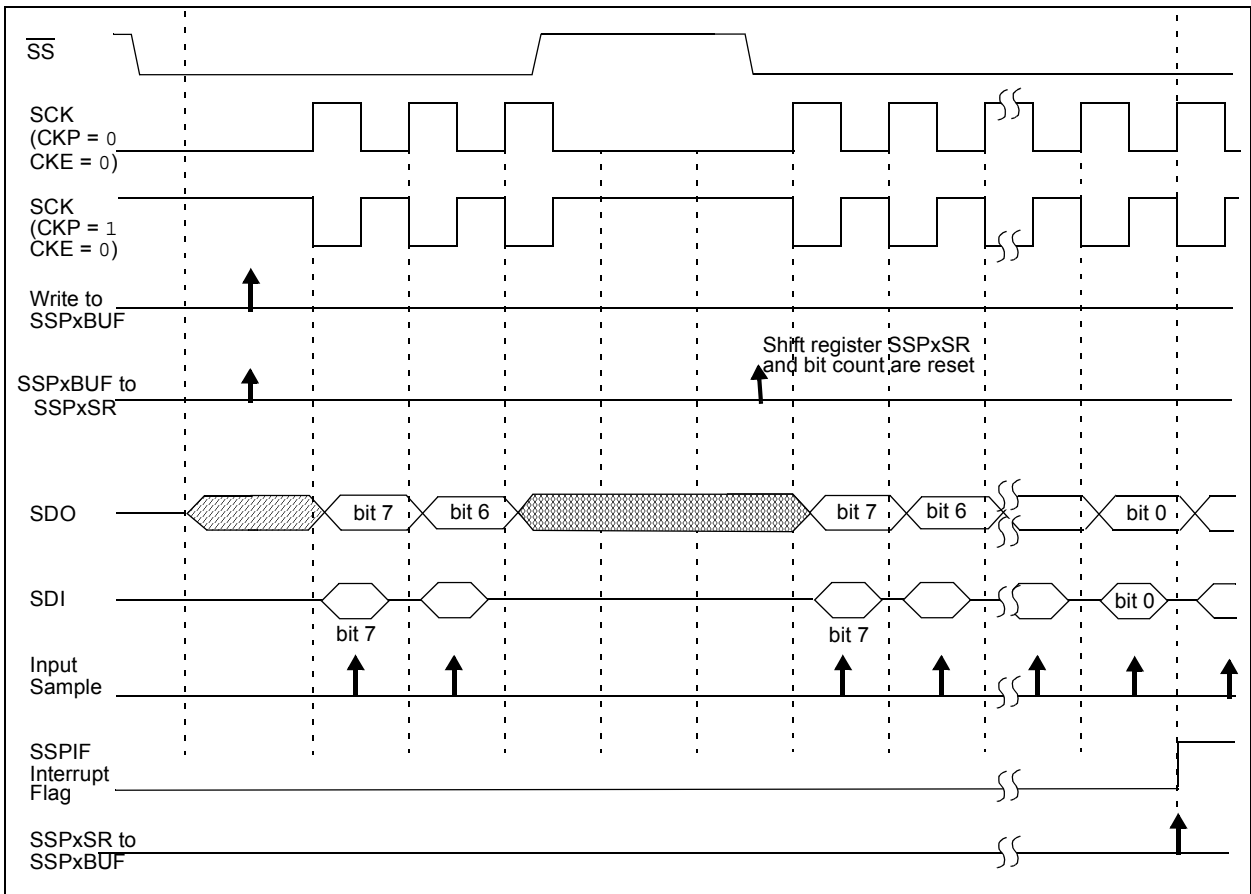 SS
SCK
(CKP = 0
CKE = 0)
SCK
(CKP = 1
CKE = 0)
Write to
SSPxBUF
Shift register SSPxSR
and bit count are reset
SSPxBUF to
SSPxSR
SDO
bit 7
bit 6
bit 7
bit 6
bit 0
SDI
bit 0
bit 7
bit 7
Input
Sample
SSPIF
Interrupt
Flag
SSPxSR to
SSPxBUF